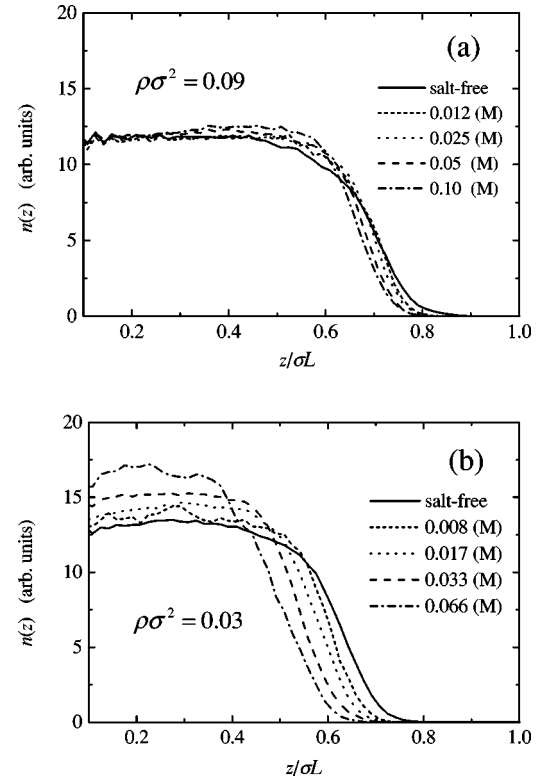 20
(a)
ρσ² = 0.09
15
salt-free
0.012 (M)
0.025 (M)
0.05 (M)
0.10 (M)
10
5
0
n(z) (arb. units)
0.2 0.4 0.6 0.8 1.0
z/σL
20
(b)
15
salt-free
0.008 (M)
0.017 (M)
0.033 (M)
0.066 (M)
10
ρσ² = 0.03
5
0
n(z) (arb. units)
0.2 0.4 0.6 0.8 1.0
z/σL